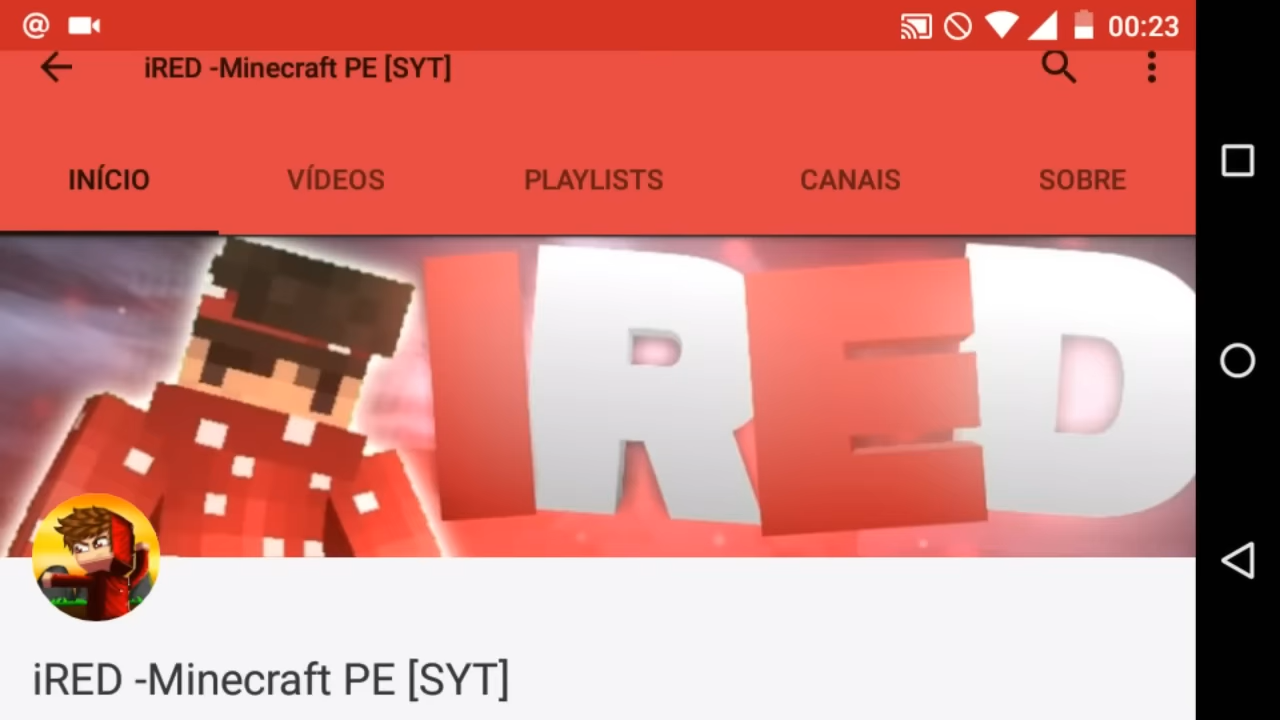 00:23
iRED -Minecraft PE [SYT]
INÍCIO VÍDEOS PLAYLISTS CANAIS SOBRE
IRED
iRED -Minecraft PE [SYT]